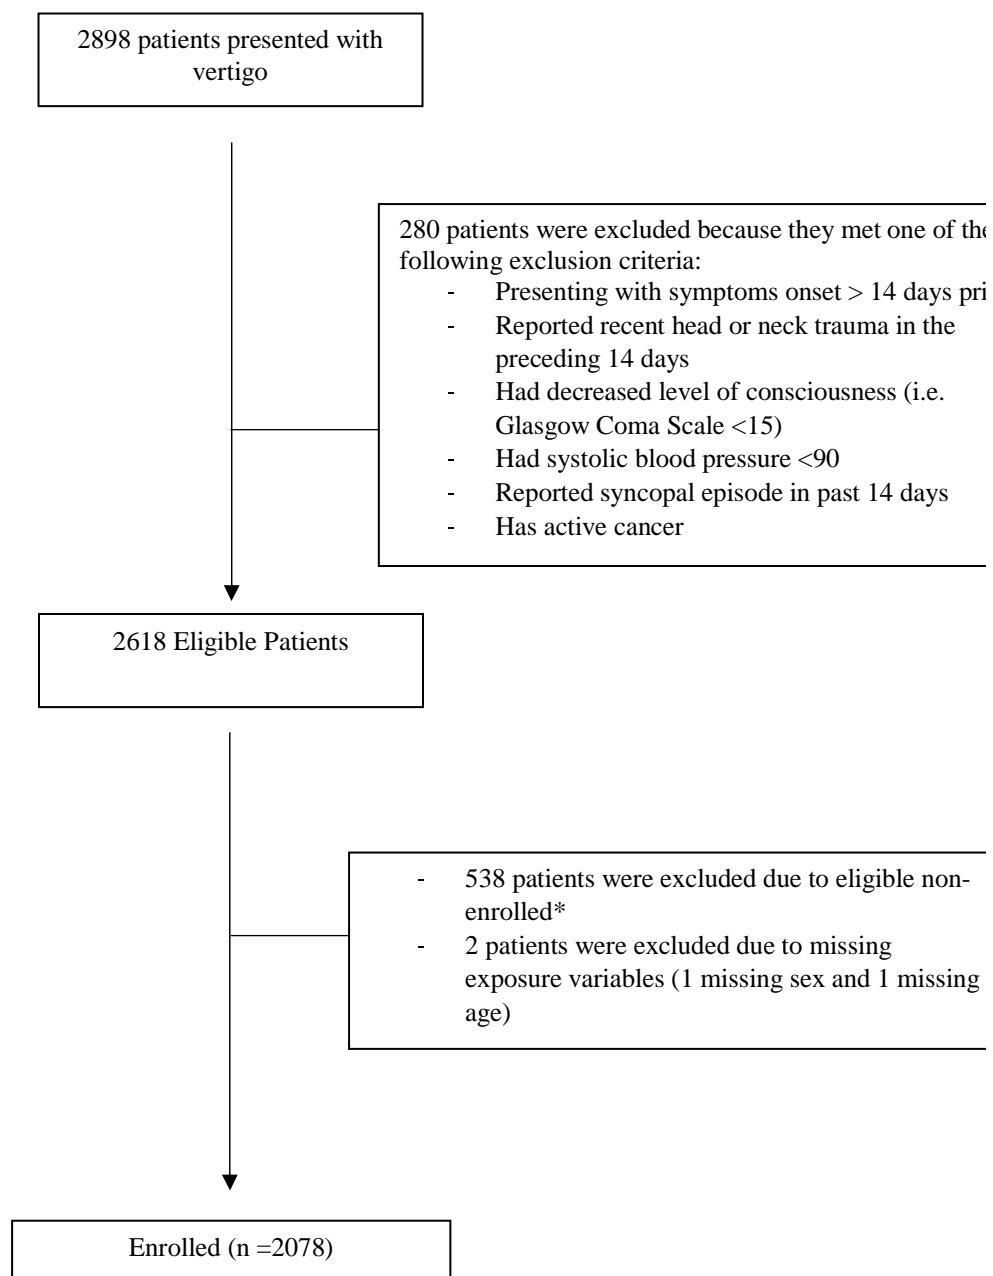 2898 patients presented with
vertigo
280 patients were excluded because they met one of the
following exclusion criteria:
- Presenting with symptoms onset > 14 days pri
- Reported recent head or neck trauma in the
preceding 14 days
- Had decreased level of consciousness (i.e.
Glasgow Coma Scale <15)
- Had systolic blood pressure <90
- Reported syncopal episode in past 14 days
- Has active cancer
2618 Eligible Patients
- 538 patients were excluded due to eligible non-
enrolled*
- 2 patients were excluded due to missing
exposure variables (1 missing sex and 1 missing
age)
Enrolled (n =2078)